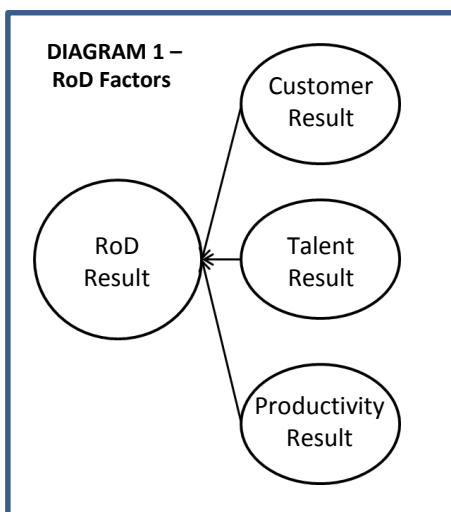 DIAGRAM 1 –
RoD Factors
Customer
Result
RoD
Result
Talent
Result
Productivity
Result